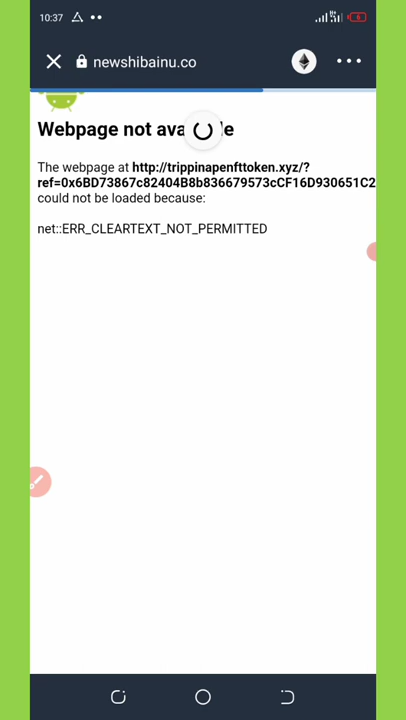 10:37
newshibainu.co
Webpage not ava e
The webpage at http://trippinapenfttoken.xyz/?
ref=0x6BD73867c82404B8b836679573cCF16D930651C2
could not be loaded because:
net::ERR_CLEARTEXT_NOT_PERMITTED